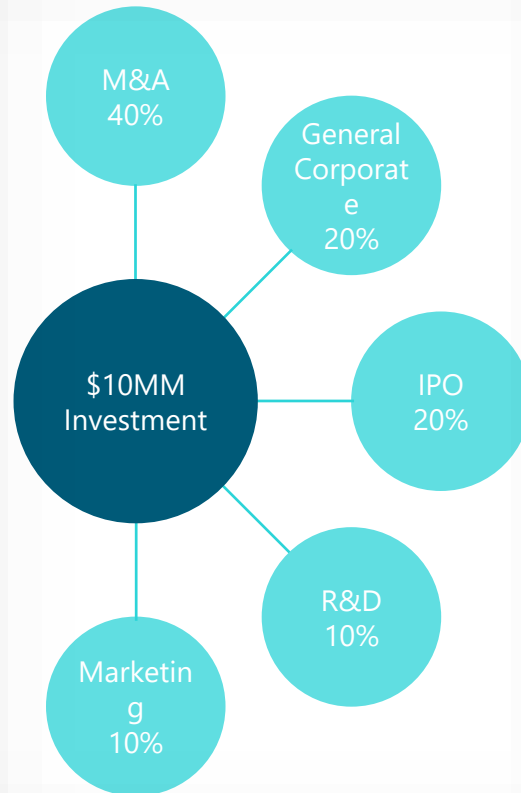 M&A
40%
General
Corporat
e
20%
$10MM
Investment
IPO
20%
R&D
10%
Marketin
g
10%